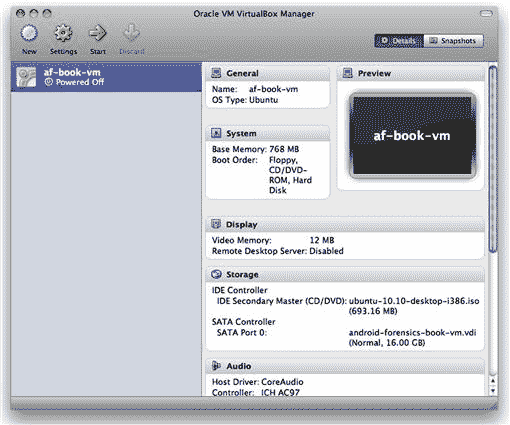 Oracle VM VirtualBox Manager
New Settings Start Discard
Details Snapshots
af-book-vm
Powered Off
General
Name: af-book-vm
OS Type: Ubuntu
Preview
af-book-vm
System
Base Memory: 768 MB
Boot Order: Floppy,
CD/DVD-
ROM, Hard
Disk
Display
Video Memory: 12 MB
Remote Desktop Server: Disabled
Storage
IDE Controller
IDE Secondary Master (CD/DVD): ubuntu-10.10-desktop-i386.iso
(693.16 MB)
SATA Controller
SATA Port 0: android-forensics-book-vm.vdi
(Normal, 16.00 GB)
Audio
Host Driver: CoreAudio
Controller: ICH AC97